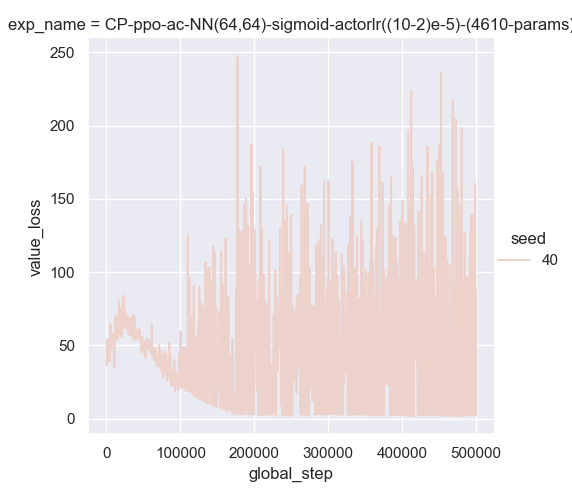 exp_name = CP-ppo-ac-NN(64,64)-sigmoid-actorlr((10-2)e-5)-(4610-params)
250
200
150
100
50
0
value_loss
0 100000 200000 300000 400000 500000
global_step
seed
40